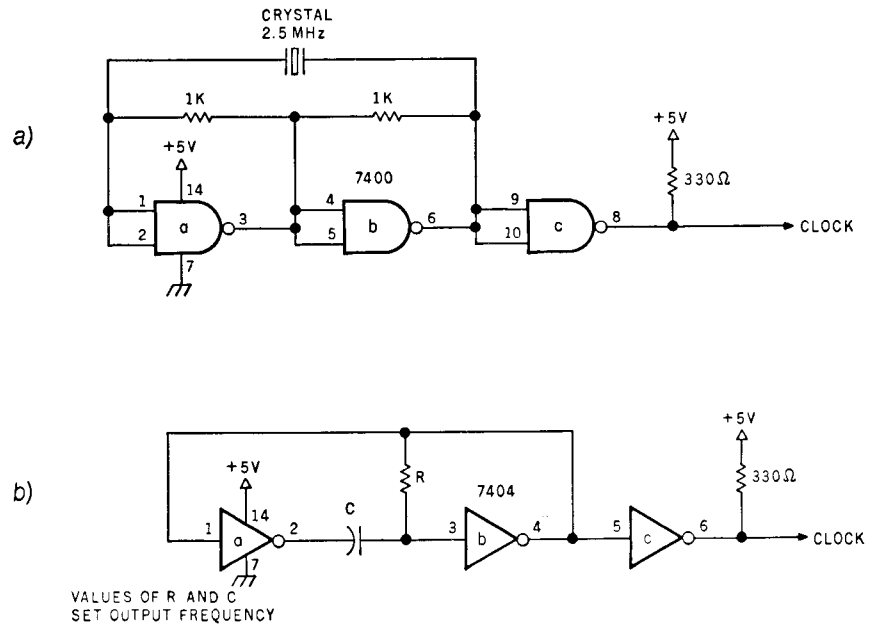 CRYSTAL
2.5 MHz
1K
1K
a)
+5V
14
7400
+5V
330Ω
1
2
a
3
4
5
b
6
9
10
c
8
CLOCK
7
b)
+5V
14
R
C
7404
+5V
330Ω
1
a
2
3
b
4
5
c
6
CLOCK
7
VALUES OF R AND C
SET OUTPUT FREQUENCY